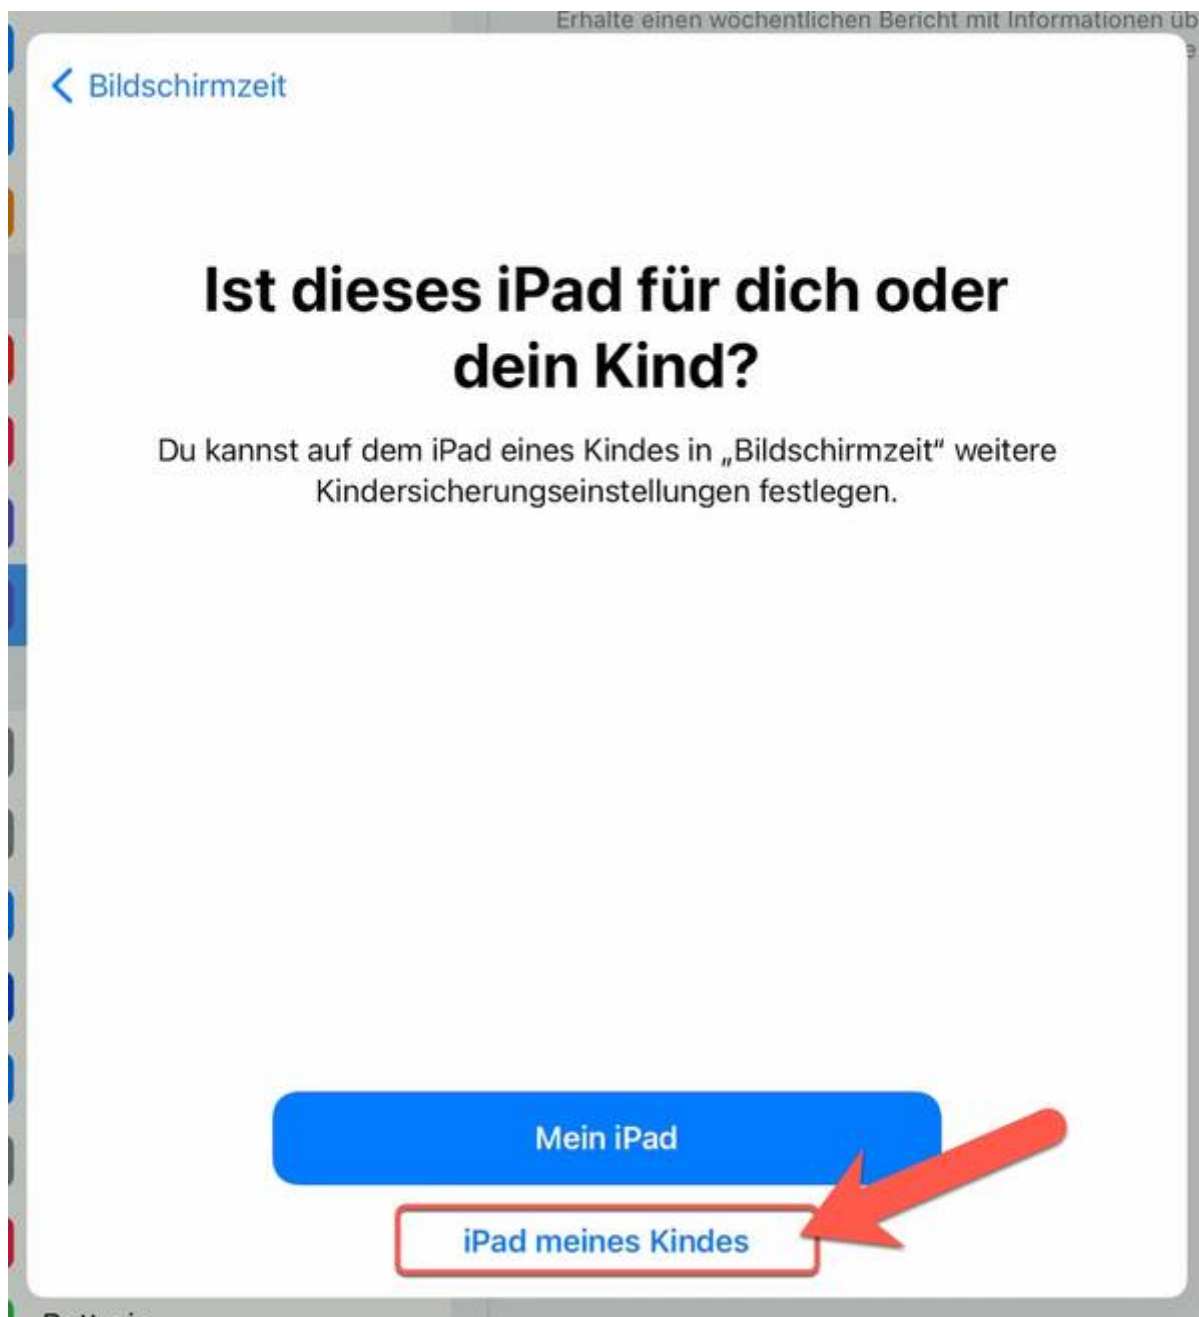 Erhalte einen wöchentlichen Bericht mit Informationen üb
Bildschirmzeit
Ist dieses iPad für dich oder
dein Kind?
Du kannst auf dem iPad eines Kindes in „Bildschirmzeit“ weitere
Kindersicherungseinstellungen festlegen.
Mein iPad
iPad meines Kindes